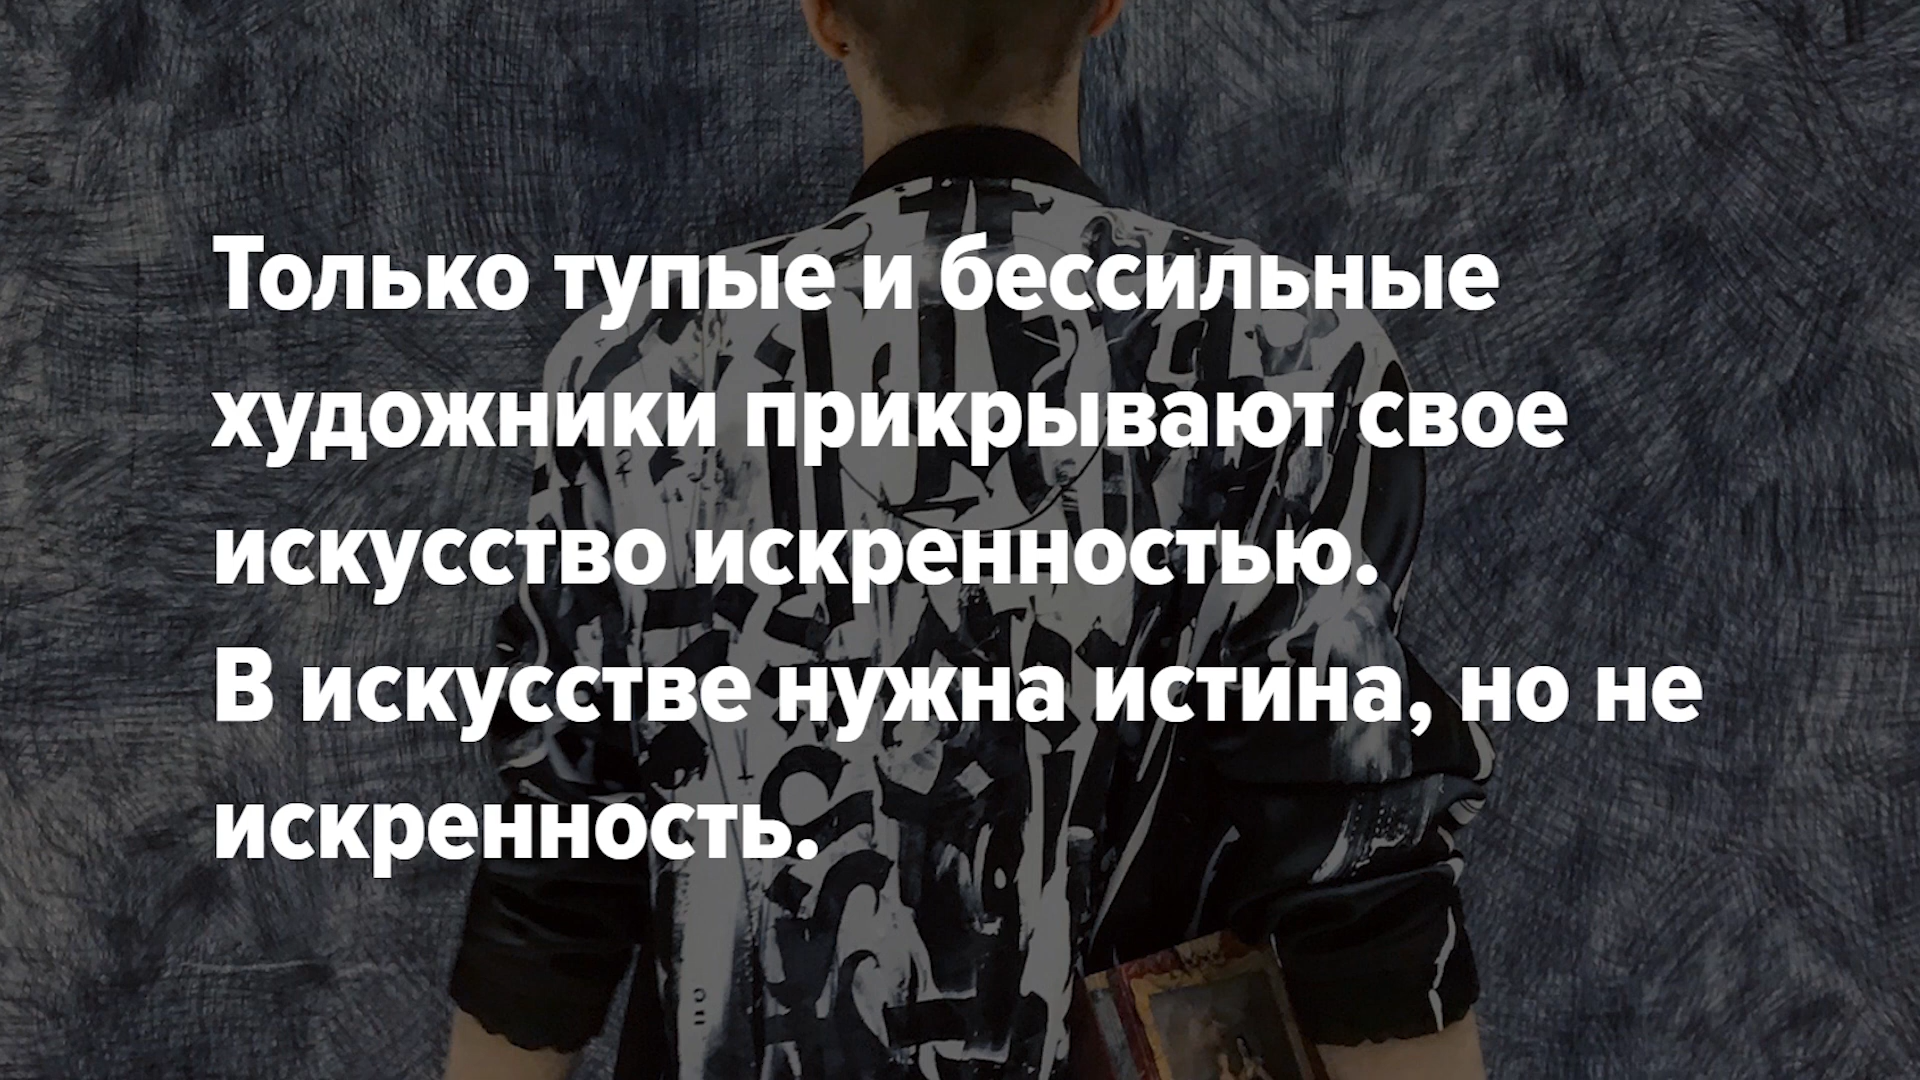 Только тупые и бессильные
художники прикрывают свое
искусство искренностью.
В искусстве нужна истина, но не
искренность.